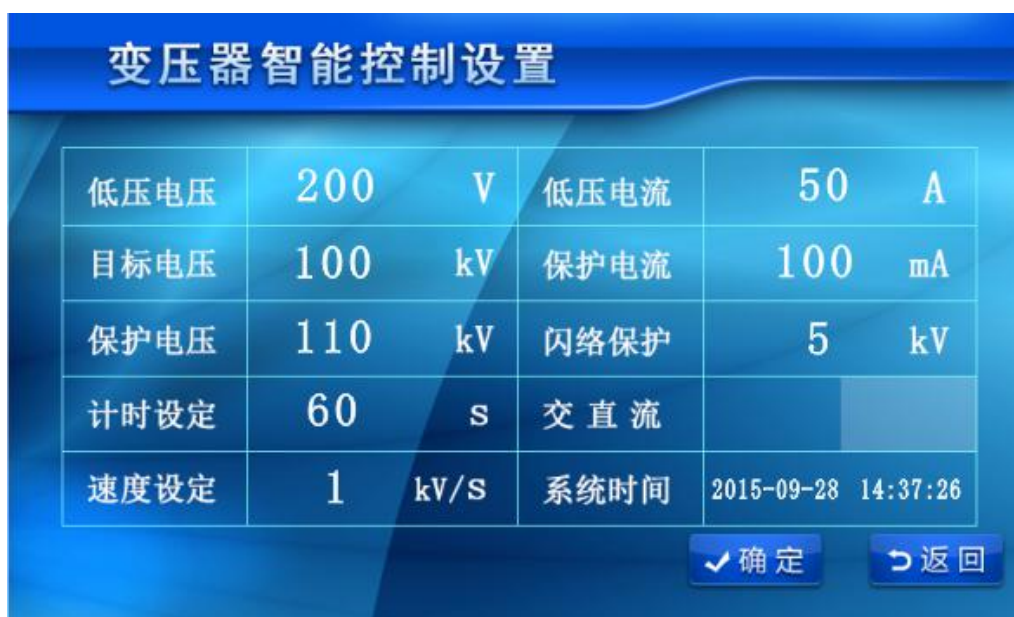 变压器智能控制设置
低压电压 200 V 低压电流 50 A
目标电压 100 kV 保护电流 100 mA
保护电压 110 kV 闪络保护 5 kV
计时设定 60 S 交直流
速度设定 1 kV/S 系统时间 2015-09-28 14:37:26
确定 返回